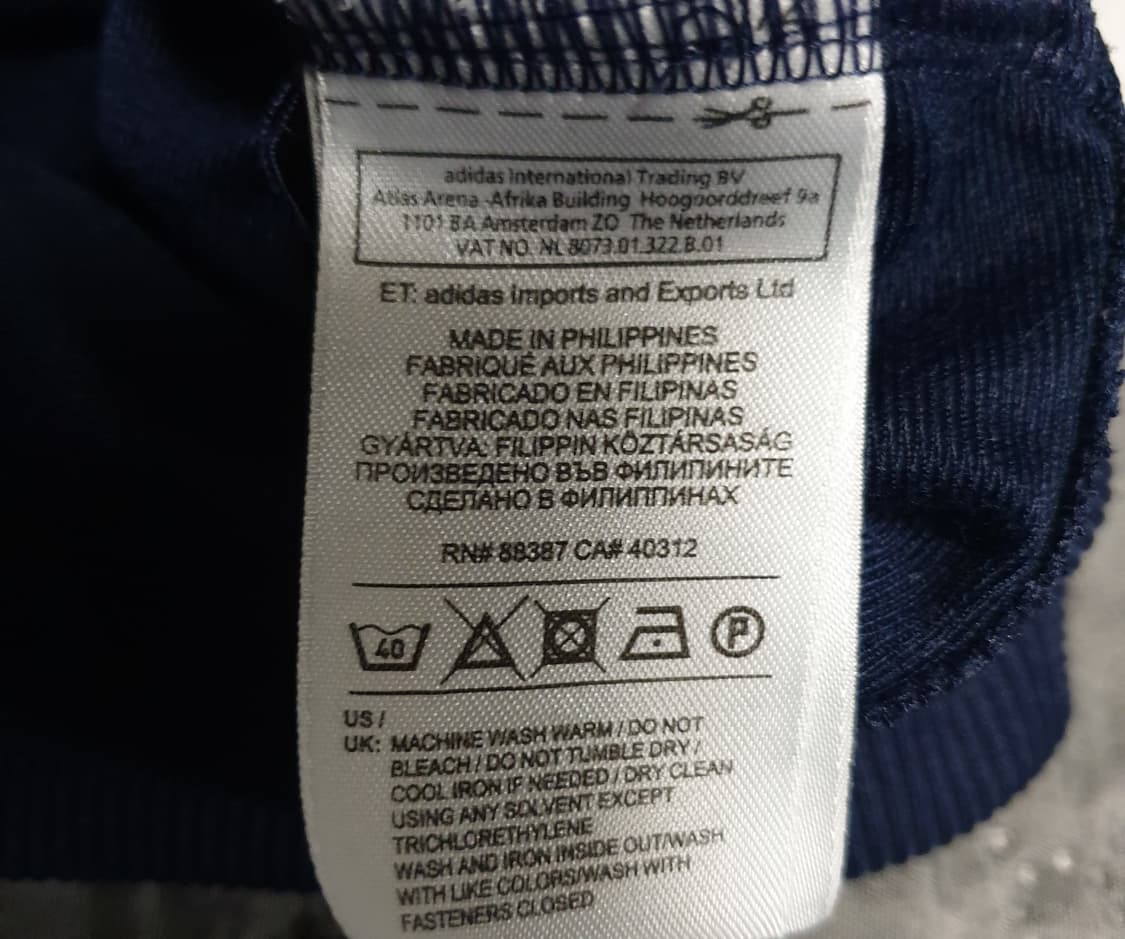 adidas International Trading BV
Atlas Arena -Afrika Building Hoogoorddreef 9a
1101 BA Amsterdam ZO The Netherlands
VAT NO. NL 8073.01.322.B.01
ET: adidas Imports and Exports Ltd
MADE IN PHILIPPINES
FABRIQUÉ AUX PHILIPPINES
FABRICADO EN FILIPINAS
FABRICADO NAS FILIPINAS
GYÁRTVA: FILIPPIN KÖZTÁRSASÁG
ПРОИЗВЕДЕНО ВЪВ ФИЛИПИНИТЕ
СДЕЛАНО В ФИЛИППИНАХ
RN# 88387 CA# 40312
40 P
US /
UK: MACHINE WASH WARM / DO NOT
BLEACH / DO NOT TUMBLE DRY /
COOL IRON IF NEEDED / DRY CLEAN
USING ANY SOLVENT EXCEPT
TRICHLORETHYLENE
WASH AND IRON INSIDE OUT/WASH
WITH LIKE COLORS/WASH WITH
FASTENERS CLOSED